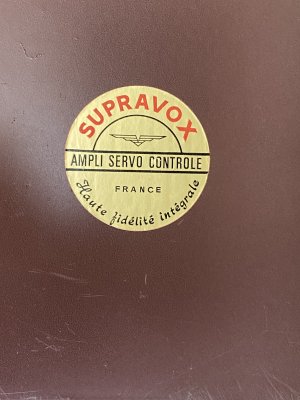 SUPRAVOX
AMPLI SERVO CONTROLE
FRANCE
Haute fidélité intégrale